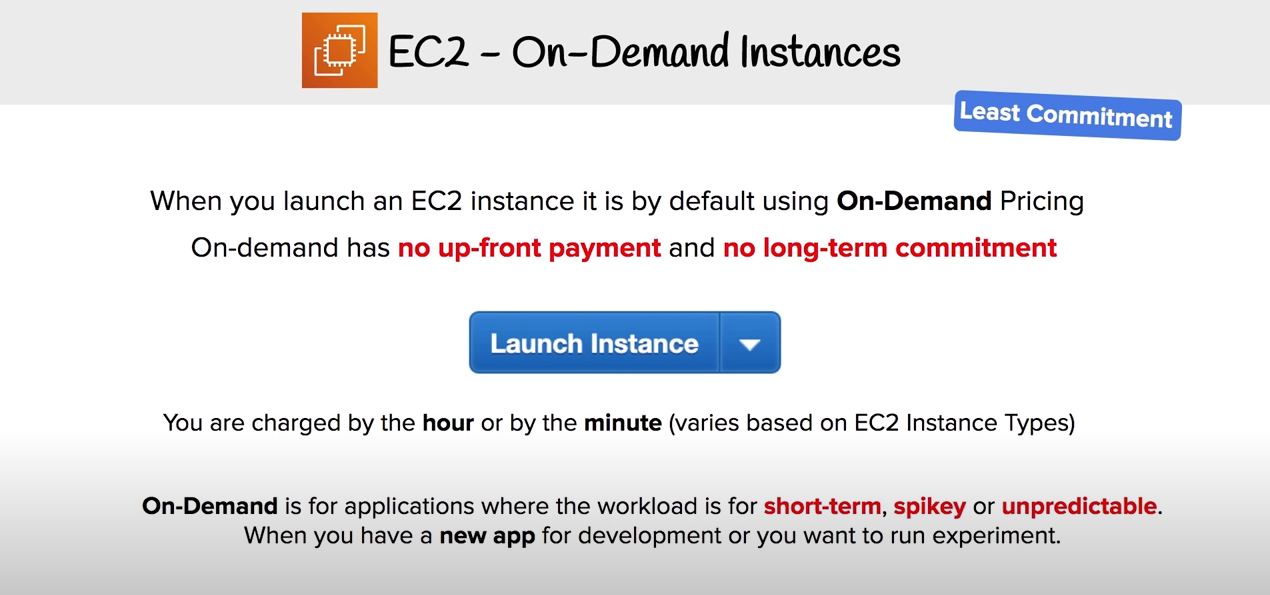 EC2 – On-Demand Instances
Least Commitment
When you launch an EC2 instance it is by default using On-Demand Pricing
On-demand has no up-front payment and no long-term commitment
Launch Instance
You are charged by the hour or by the minute (varies based on EC2 Instance Types)
On-Demand is for applications where the workload is for short-term, spikey or unpredictable.
When you have a new app for development or you want to run experiment.